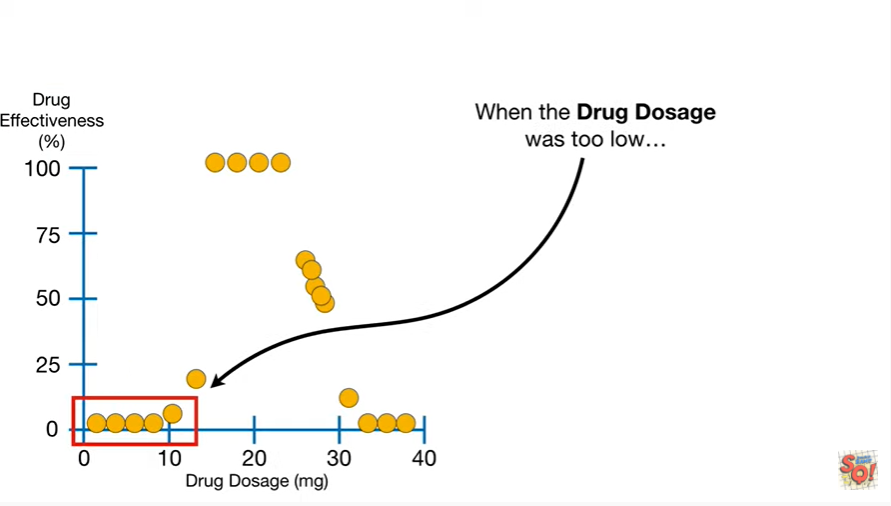 Drug
Effectiveness
(%)
When the Drug Dosage
was too low…
100
75
50
25
0
0 10 20 30 40
Drug Dosage (mg)
SQ!